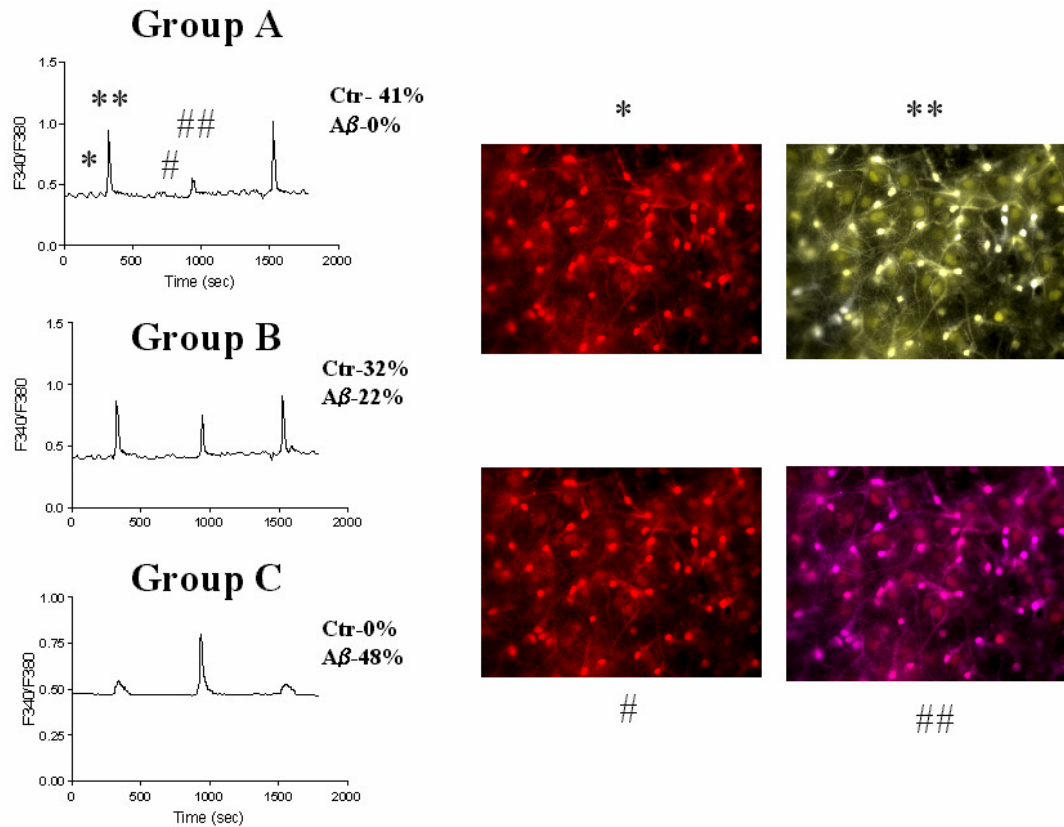 Group A
1.5
1.0
0.5
0.0
F340/F380
**
*
##
#
0 500 1000 1500 2000
Time (sec)
Ctr- 41%
Aβ-0%
Group B
1.5
1.0
0.5
0.0
F340/F380
0 500 1000 1500 2000
Ctr-32%
Aβ-22%
Group C
1.00
0.75
0.50
0.25
0.00
F340/F380
0 500 1000 1500 2000
Time (sec)
Ctr-0%
Aβ-48%
* **
# ##